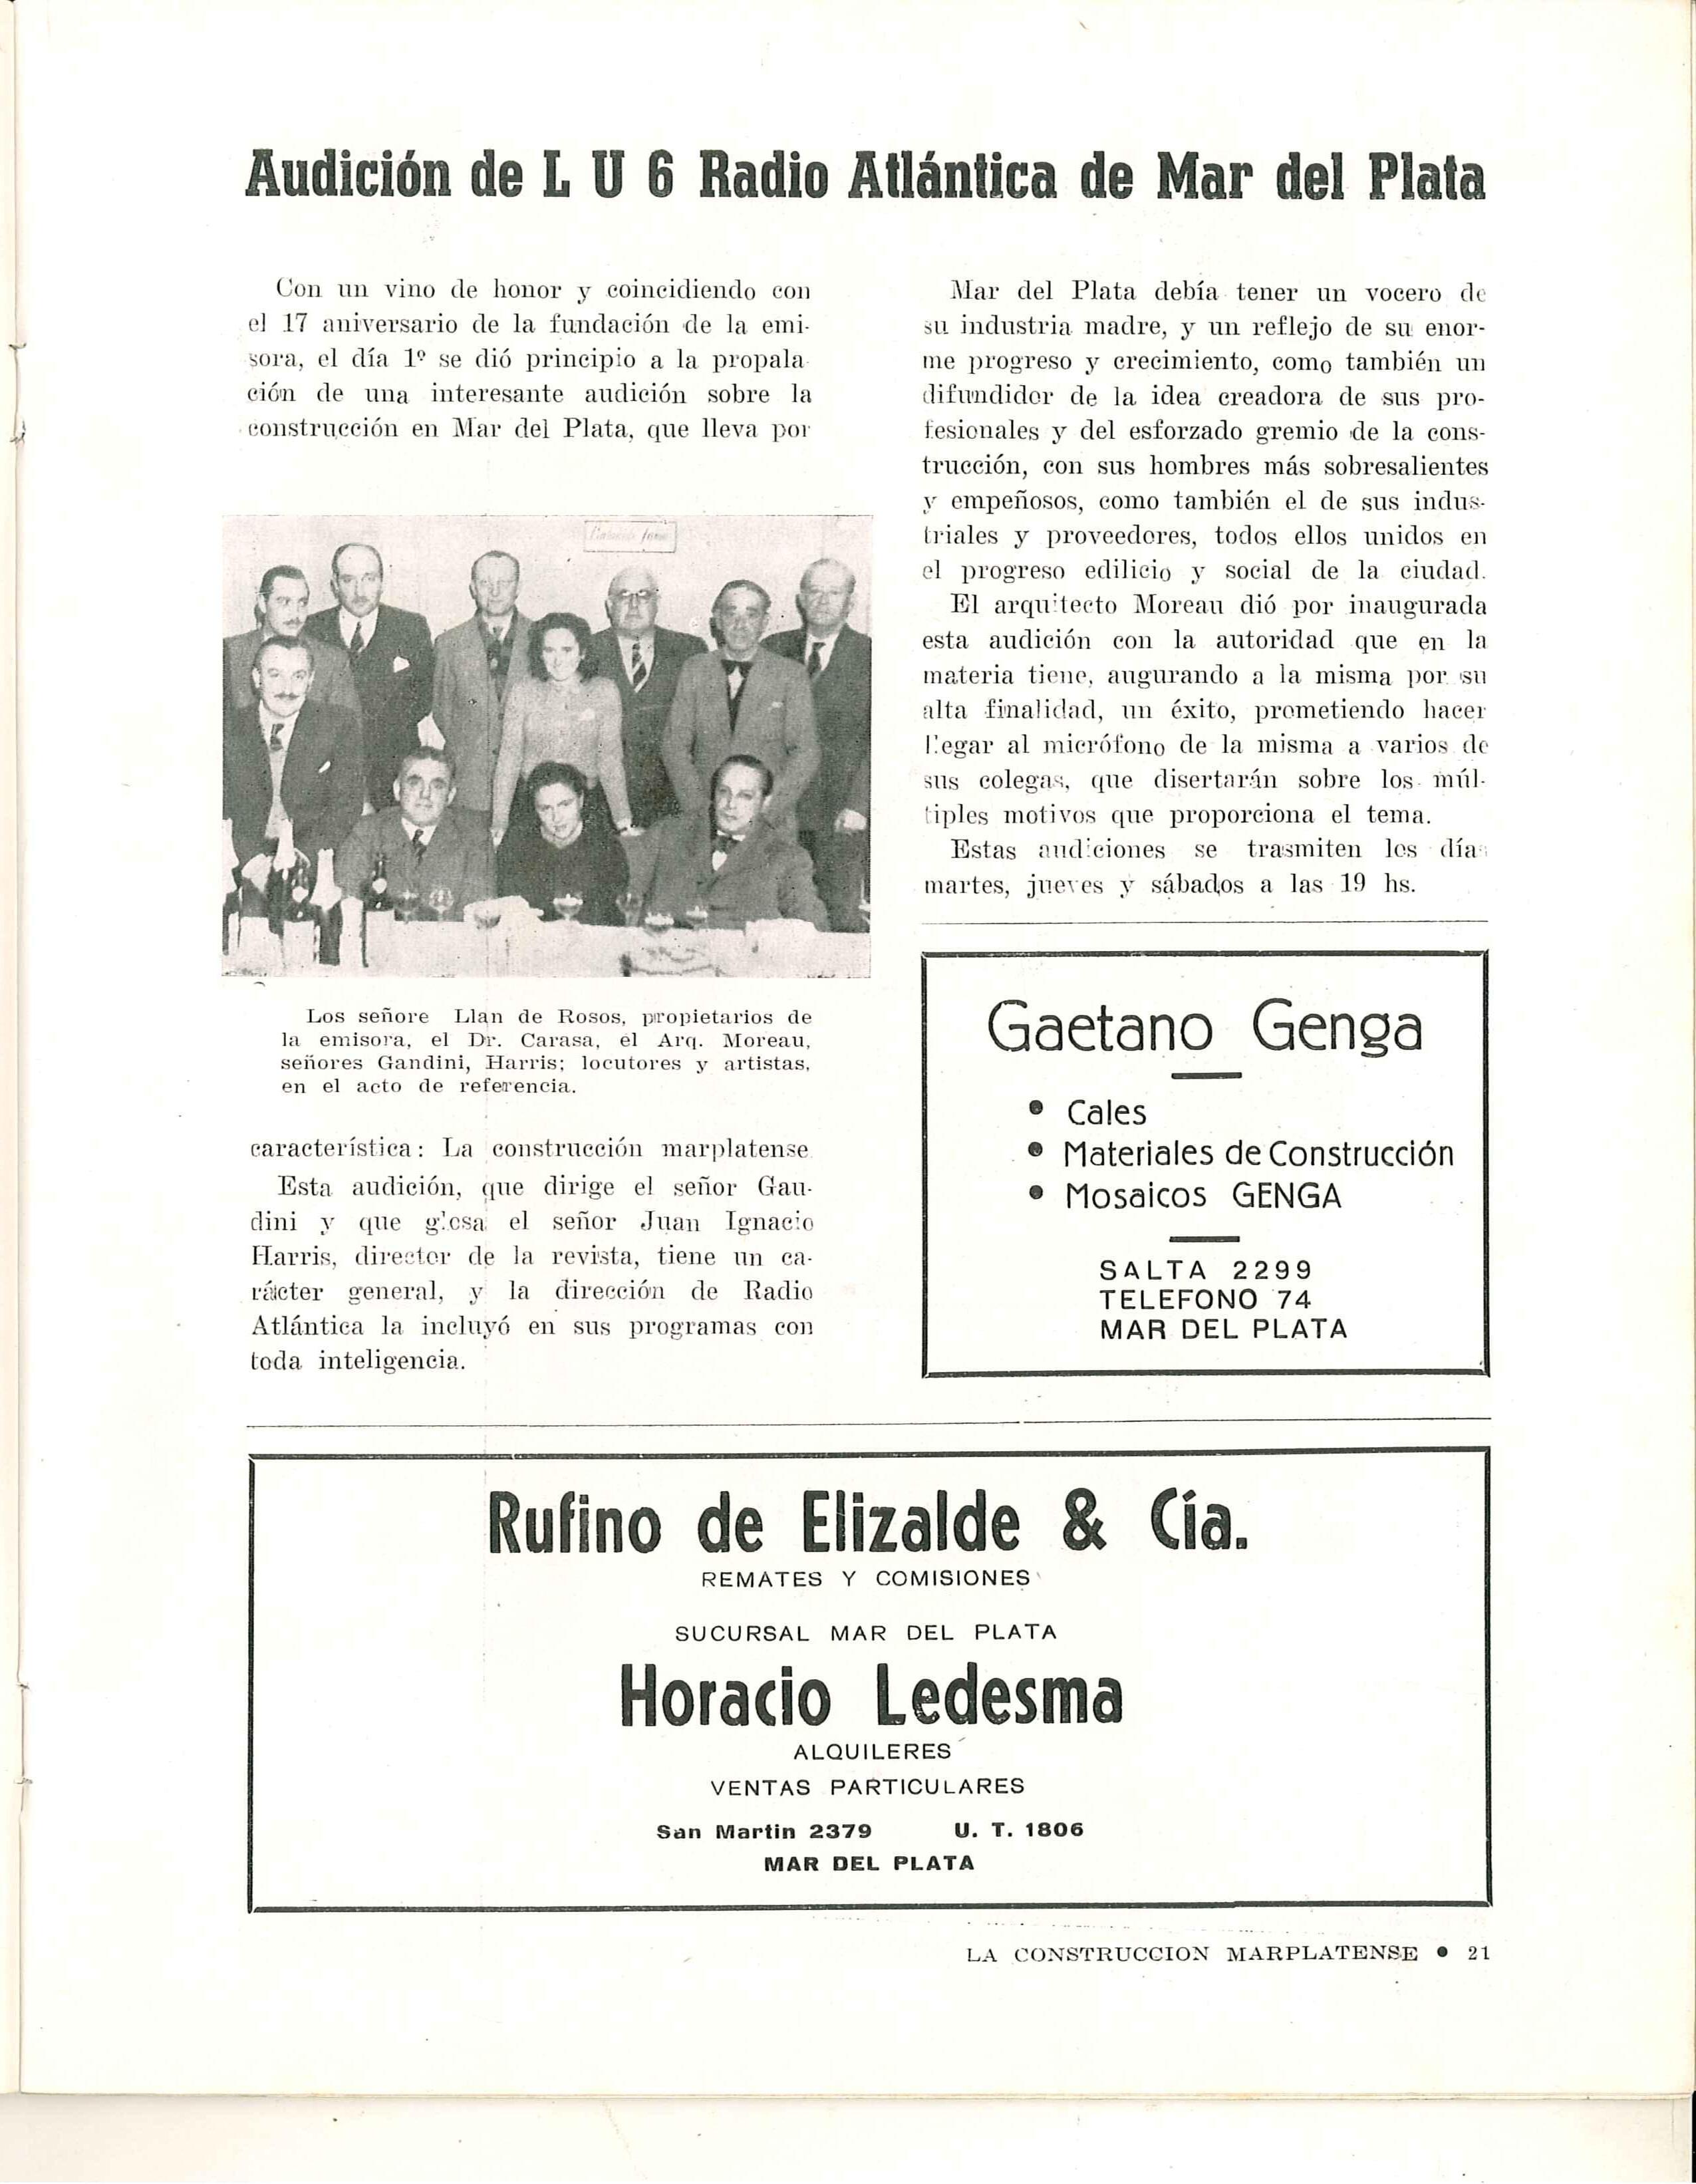 Audición de L U 6 Radio Atlántica de Mar del Plata
Con un vino de honor y coincidiendo con
el 17 aniversario de la fundación de la emi-
sora, el día 1º se dió principio a la propala-
ción de una interesante audición sobre la
construcción en Mar del Plata, que lleva por
Los señore Llan de Rosos, propietarios de
la emisora, el Dr. Carasa, el Arq. Moreau,
señores Gandini, Harris; locutores y artistas,
en el acto de referencia.
característica: La construcción marplatense
Esta audición, que dirige el señor Gau-
dini y que glosa el señor Juan Ignacio
Harris, director de la revista, tiene un ca-
rácter general, y la dirección de Radio
Atlántica la incluyó en sus programas con
toda inteligencia.
Mar del Plata debía tener un vocero de
su industria madre, y un reflejo de su enor-
me progreso y crecimiento, como también un
difundidor de la idea creadora de sus pro-
fesionales y del esforzado gremio de la cons-
trucción, con sus hombres más sobresalientes
y empeñosos, como también el de sus indus-
triales y proveedores, todos ellos unidos en
el progreso edilicio y social de la ciudad.
El arquitecto Moreau dió por inaugurada
esta audición con la autoridad que en la
materia tiene, augurando a la misma por su
alta finalidad, un éxito, prometiendo hacer
llegar al micrófono de la misma a varios de
sus colegas, que disertarán sobre los múl-
tiples motivos que proporciona el tema.
Estas audiciones se trasmiten los días
martes, jueves y sábados a las 19 hs.
Gaetano Genga
• Cales
• Materiales de Construcción
• Mosaicos GENGA
SALTA 2299
TELEFONO 74
MAR DEL PLATA
Rufino de Elizalde & Cía.
REMATES Y COMISIONES
SUCURSAL MAR DEL PLATA
Horacio Ledesma
ALQUILERES
VENTAS PARTICULARES
San Martin 2379 U. T. 1806
MAR DEL PLATA
LA CONSTRUCCION MARPLATENSE • 21